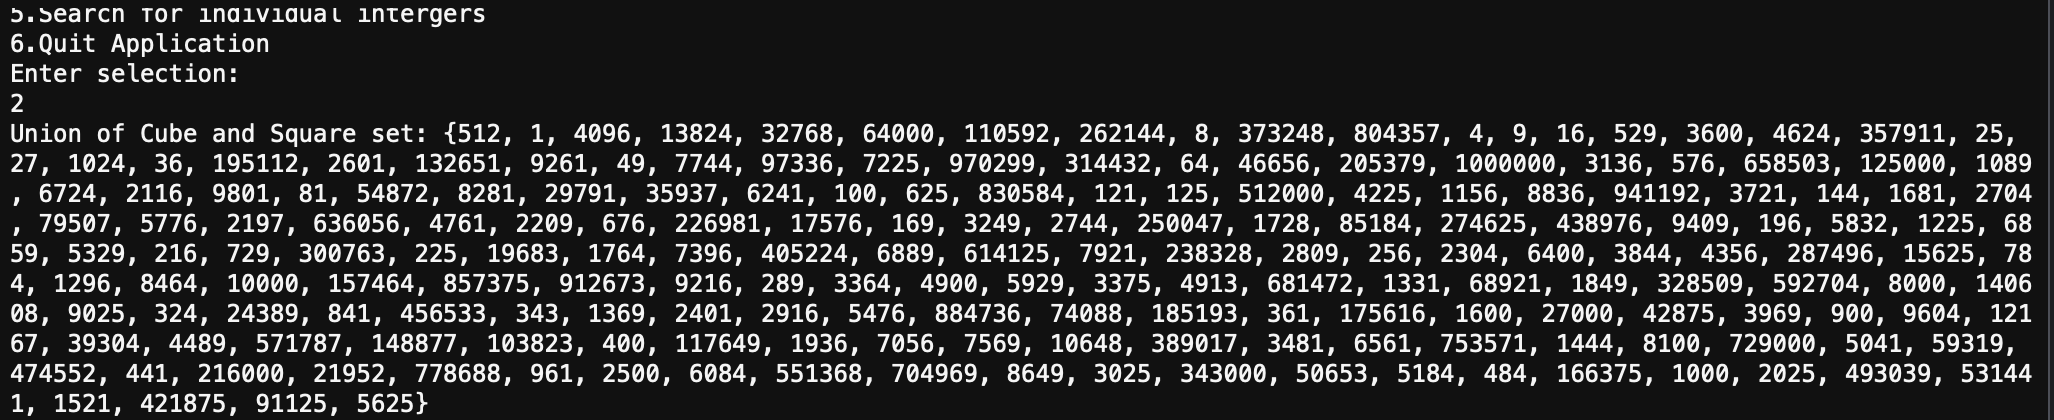 5.Search for individual intergers
6.Quit Application
Enter selection:
2
Union of Cube and Square set: {512, 1, 4096, 13824, 32768, 64000, 110592, 262144, 8, 373248, 804357, 4, 9, 16, 529, 3600, 4624, 357911, 25,
27, 1024, 36, 195112, 2601, 132651, 9261, 49, 7744, 97336, 7225, 970299, 314432, 64, 46656, 205379, 1000000, 3136, 576, 658503, 125000, 1089
, 6724, 2116, 9801, 81, 54872, 8281, 29791, 35937, 6241, 100, 625, 830584, 121, 125, 512000, 4225, 1156, 8836, 941192, 3721, 144, 1681, 2704
, 79507, 5776, 2197, 636056, 4761, 2209, 676, 226981, 17576, 169, 3249, 2744, 250047, 1728, 85184, 274625, 438976, 9409, 196, 5832, 1225, 68
59, 5329, 216, 729, 300763, 225, 19683, 1764, 7396, 405224, 6889, 614125, 7921, 238328, 2809, 256, 2304, 6400, 3844, 4356, 287496, 15625, 78
4, 1296, 8464, 10000, 157464, 857375, 912673, 9216, 289, 3364, 4900, 5929, 3375, 4913, 681472, 1331, 68921, 1849, 328509, 592704, 8000, 1406
08, 9025, 324, 24389, 841, 456533, 343, 1369, 2401, 2916, 5476, 884736, 74088, 185193, 361, 175616, 1600, 27000, 42875, 3969, 900, 9604, 121
67, 39304, 4489, 571787, 148877, 103823, 400, 117649, 1936, 7056, 7569, 10648, 389017, 3481, 6561, 753571, 1444, 8100, 729000, 5041, 59319,
474552, 441, 216000, 21952, 778688, 961, 2500, 6084, 551368, 704969, 8649, 3025, 343000, 50653, 5184, 484, 166375, 1000, 2025, 493039, 53144
1, 1521, 421875, 91125, 5625}